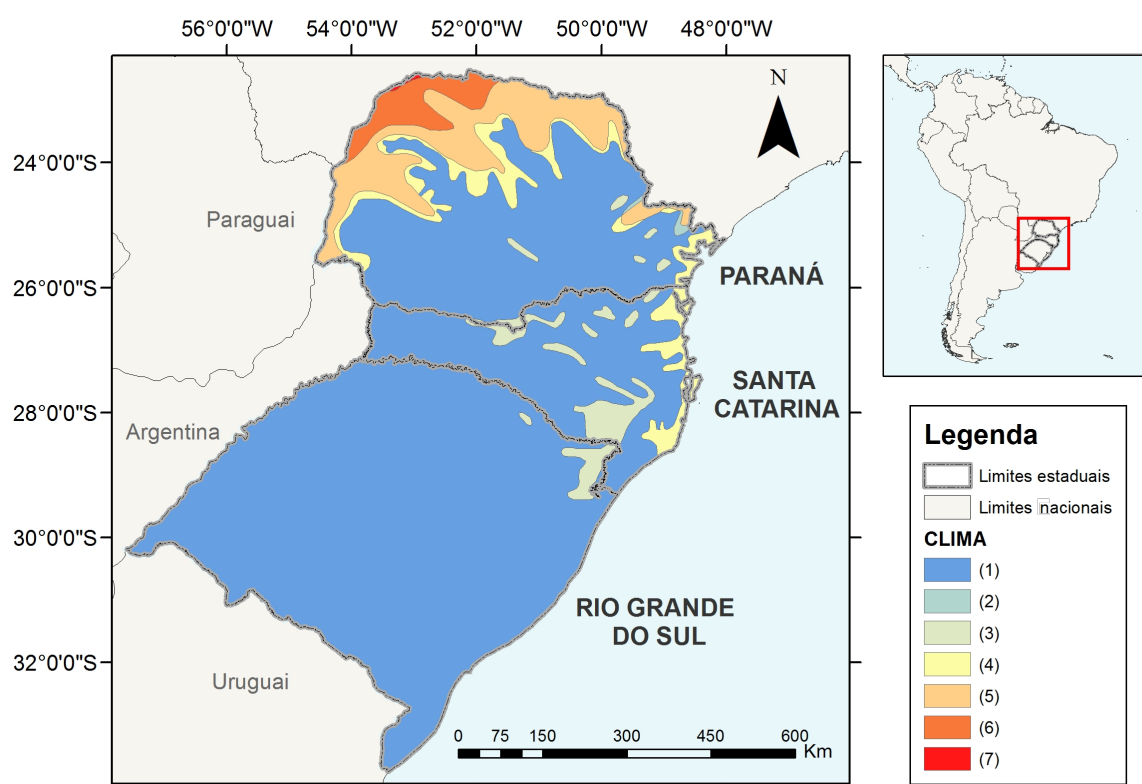 56°0'0"W 54°0'0"W 52°0'0"W 50°0'0"W 48°0'0"W
N
24°0'0"S
Paraguai
26°0'0"S
PARANÁ
SANTA
CATARINA
28°0'0"S
Argentina
30°0'0"S
RIO GRANDE
DO SUL
32°0'0"S
Uruguai
0 75 150 300 450 600
Km
Legenda
Limites estaduais
Limites nacionais
CLIMA
(1)
(2)
(3)
(4)
(5)
(6)
(7)